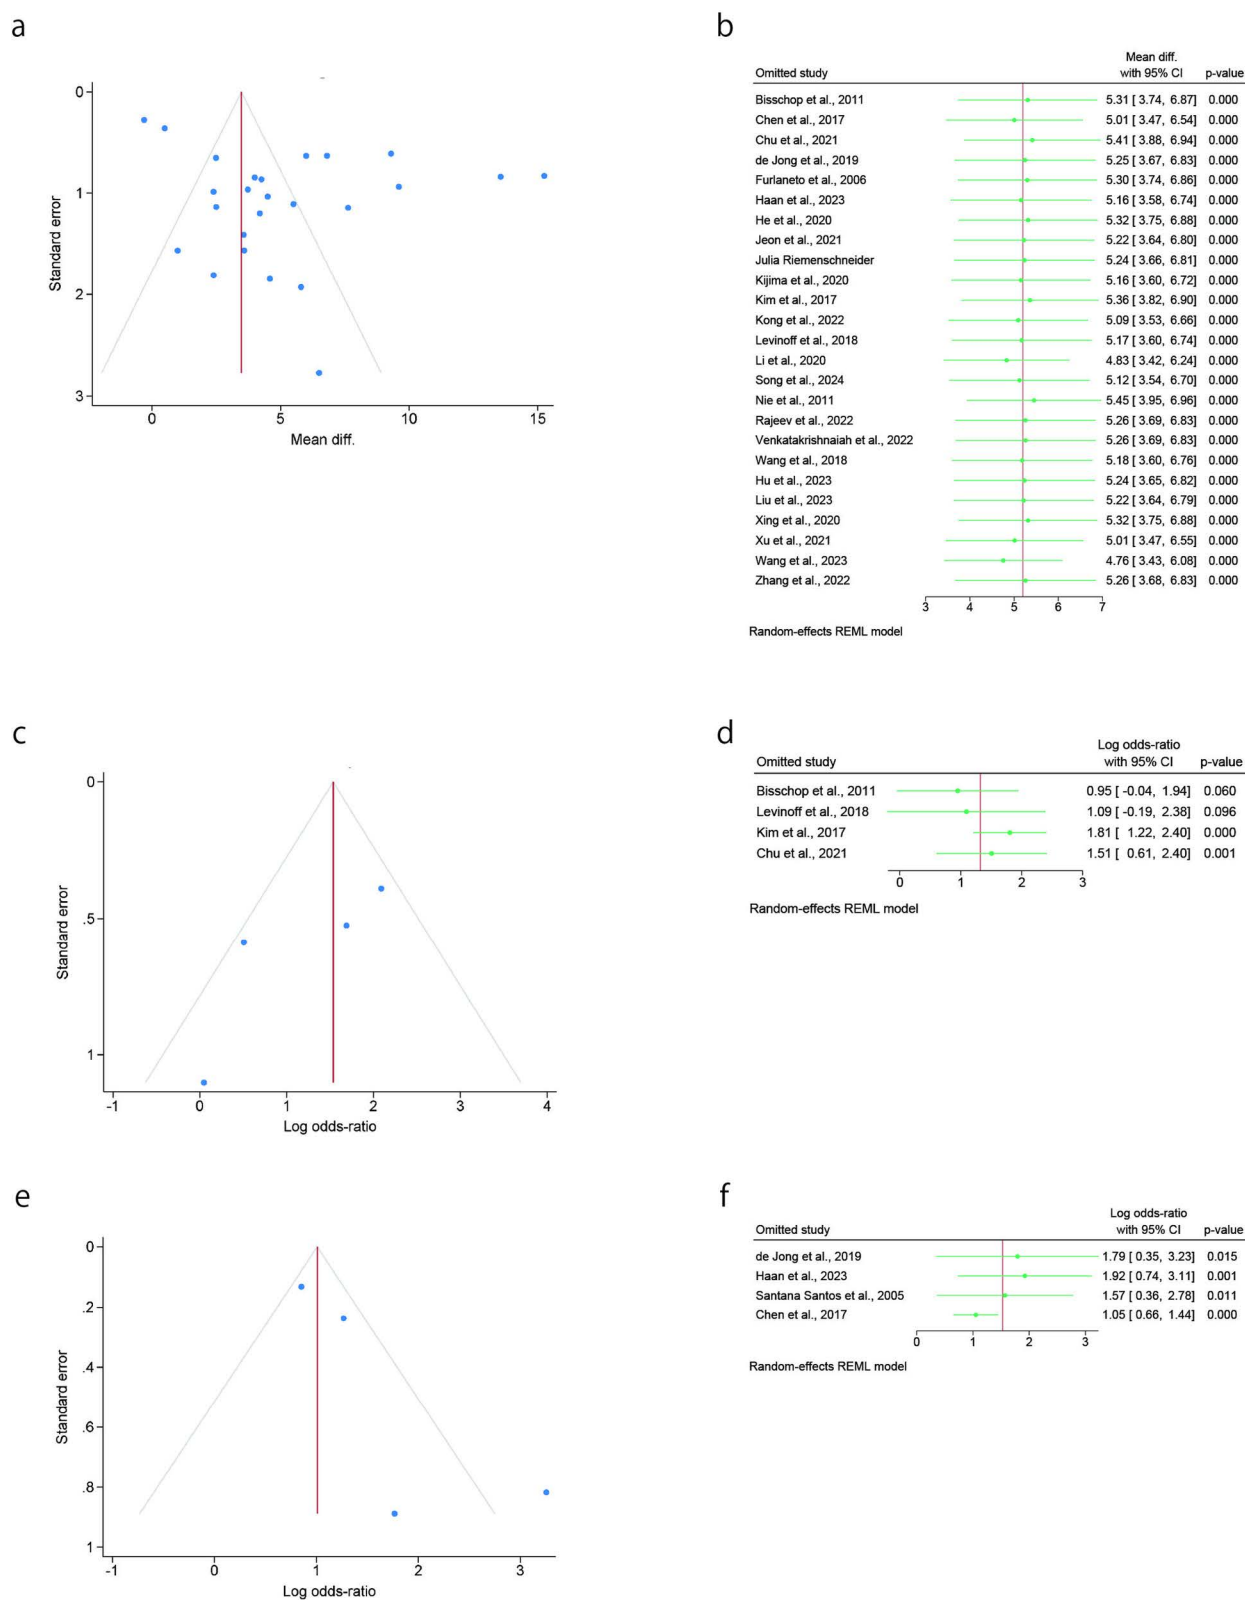 a
0
1
2
3
Standard error
0
5
10
15
Mean diff.
b
Mean diff.
Omitted study with 95% CI p-value
Bisschop et al., 2011 5.31 [ 3.74, 6.87] 0.000
Chen et al., 2017 5.01 [ 3.47, 6.54] 0.000
Chu et al., 2021 5.41 [ 3.88, 6.94] 0.000
de Jong et al., 2019 5.25 [ 3.67, 6.83] 0.000
Furlaneto et al., 2006 5.30 [ 3.74, 6.86] 0.000
Haan et al., 2023 5.16 [ 3.58, 6.74] 0.000
He et al., 2020 5.32 [ 3.75, 6.88] 0.000
Jeon et al., 2021 5.22 [ 3.64, 6.80] 0.000
Julia Riemenschneider 5.24 [ 3.66, 6.81] 0.000
Kijima et al., 2020 5.16 [ 3.60, 6.72] 0.000
Kim et al., 2017 5.36 [ 3.82, 6.90] 0.000
Kong et al., 2022 5.09 [ 3.53, 6.66] 0.000
Levinoff et al., 2018 5.17 [ 3.60, 6.74] 0.000
Li et al., 2020 4.83 [ 3.42, 6.24] 0.000
Song et al., 2024 5.12 [ 3.54, 6.70] 0.000
Nie et al., 2011 5.45 [ 3.95, 6.96] 0.000
Rajeev et al., 2022 5.26 [ 3.69, 6.83] 0.000
Venkatakrishnaiah et al., 2022 5.26 [ 3.69, 6.83] 0.000
Wang et al., 2018 5.18 [ 3.60, 6.76] 0.000
Hu et al., 2023 5.24 [ 3.65, 6.82] 0.000
Liu et al., 2023 5.22 [ 3.64, 6.79] 0.000
Xing et al., 2020 5.32 [ 3.75, 6.88] 0.000
Xu et al., 2021 5.01 [ 3.47, 6.55] 0.000
Wang et al., 2023 4.76 [ 3.43, 6.08] 0.000
Zhang et al., 2022 5.26 [ 3.68, 6.83] 0.000
3 4 5 6 7
Random-effects REML model
c
0
.5
1
Standard error
-1 0 1 2 3 4
Log odds-ratio
d
Log odds-ratio
Omitted study with 95% CI p-value
Bisschop et al., 2011 0.95 [ -0.04, 1.94] 0.060
Levinoff et al., 2018 1.09 [ -0.19, 2.38] 0.096
Kim et al., 2017 1.81 [ 1.22, 2.40] 0.000
Chu et al., 2021 1.51 [ 0.61, 2.40] 0.001
0 1 2 3
Random-effects REML model
e
0
.2
.4
.6
.8
1
Standard error
-1 0 1 2 3
Log odds-ratio
f
Log odds-ratio
Omitted study with 95% CI p-value
de Jong et al., 2019 1.79 [ 0.35, 3.23] 0.015
Haan et al., 2023 1.92 [ 0.74, 3.11] 0.001
Santana Santos et al., 2005 1.57 [ 0.36, 2.78] 0.011
Chen et al., 2017 1.05 [ 0.66, 1.44] 0.000
0 1 2 3
Random-effects REML model